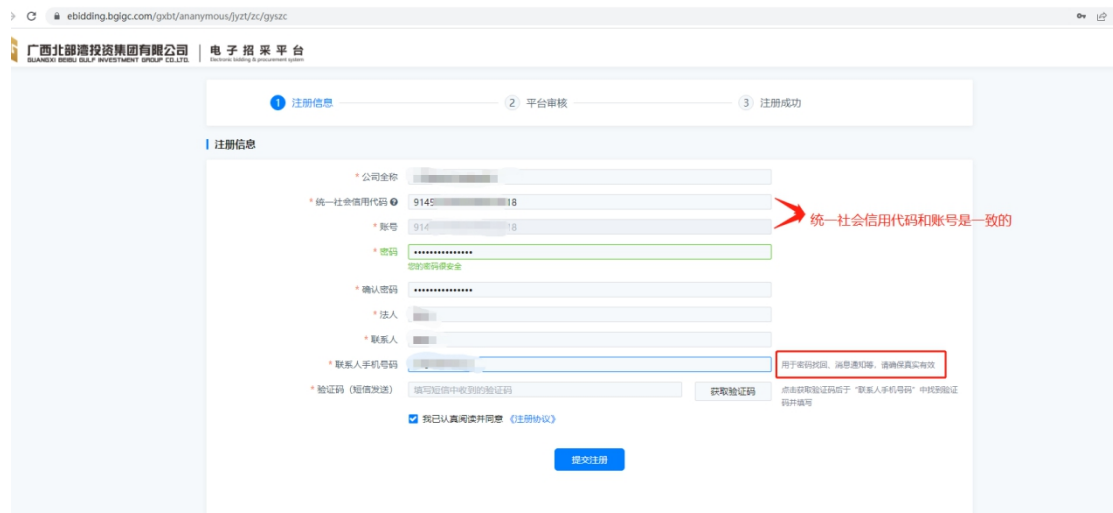 ebidding.bgigc.com/gxbt/ananymous/jyzt/zc/gyszc
广西北部湾投资集团有限公司 电子招采平台
GUANGXI BEIBU GULF INVESTMENT GROUP CO.,LTD. Electronic bidding & procurement system
1 注册信息 2 平台审核 3 注册成功
注册信息
* 公司全称
* 统一社会信用代码 9145 18
* 账号 914 18
统一社会信用代码和账号是一致的
* 密码 •••••••••••••••
您的密码很安全
* 确认密码 •••••••••••••••
* 法人
* 联系人
* 联系人手机号码 用于密码找回、消息通知等、请确保真实有效
* 验证码（短信发送） 填写短信中收到的验证码 获取验证码 点击获取验证码后于“联系人手机号码”中找到验证
码并填写
我已认真阅读并同意 《注册协议》
提交注册